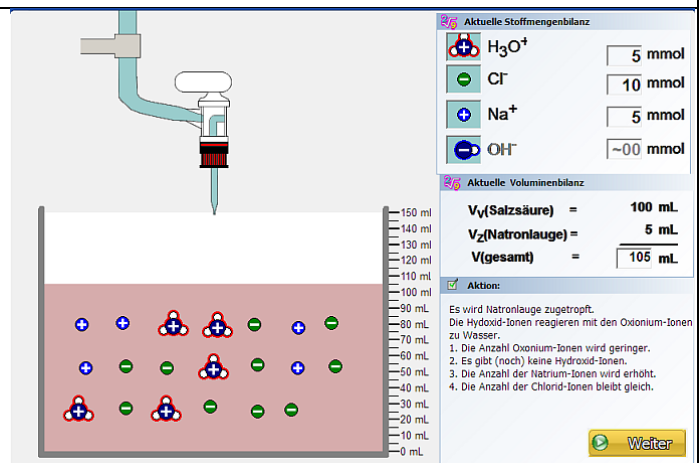 Aktuelle Stoffmengenbilanz
H₃O⁺ 5 mmol
Cl⁻ 10 mmol
Na⁺ 5 mmol
OH⁻ ~00 mmol
Aktuelle Voluminenbilanz
Vᵥ(Salzsäure) = 100 mL
V_Z(Natronlauge) = 5 mL
V(gesamt) = 105 mL
Aktion:
Es wird Natronlauge zugetropft.
Die Hydoxid-Ionen reagieren mit den Oxionium-Ionen
zu Wasser.
1. Die Anzahl Oxonium-Ionen wird geringer.
2. Es gibt (noch) keine Hydroxid-Ionen.
3. Die Anzahl der Natrium-Ionen wird erhöht.
4. Die Anzahl der Chlorid-Ionen bleibt gleich.
Weiter
150 ml
140 ml
130 ml
120 ml
110 ml
100 ml
90 mL
80 mL
70 mL
60 mL
50 mL
40 mL
30 mL
20 mL
10 mL
0 mL